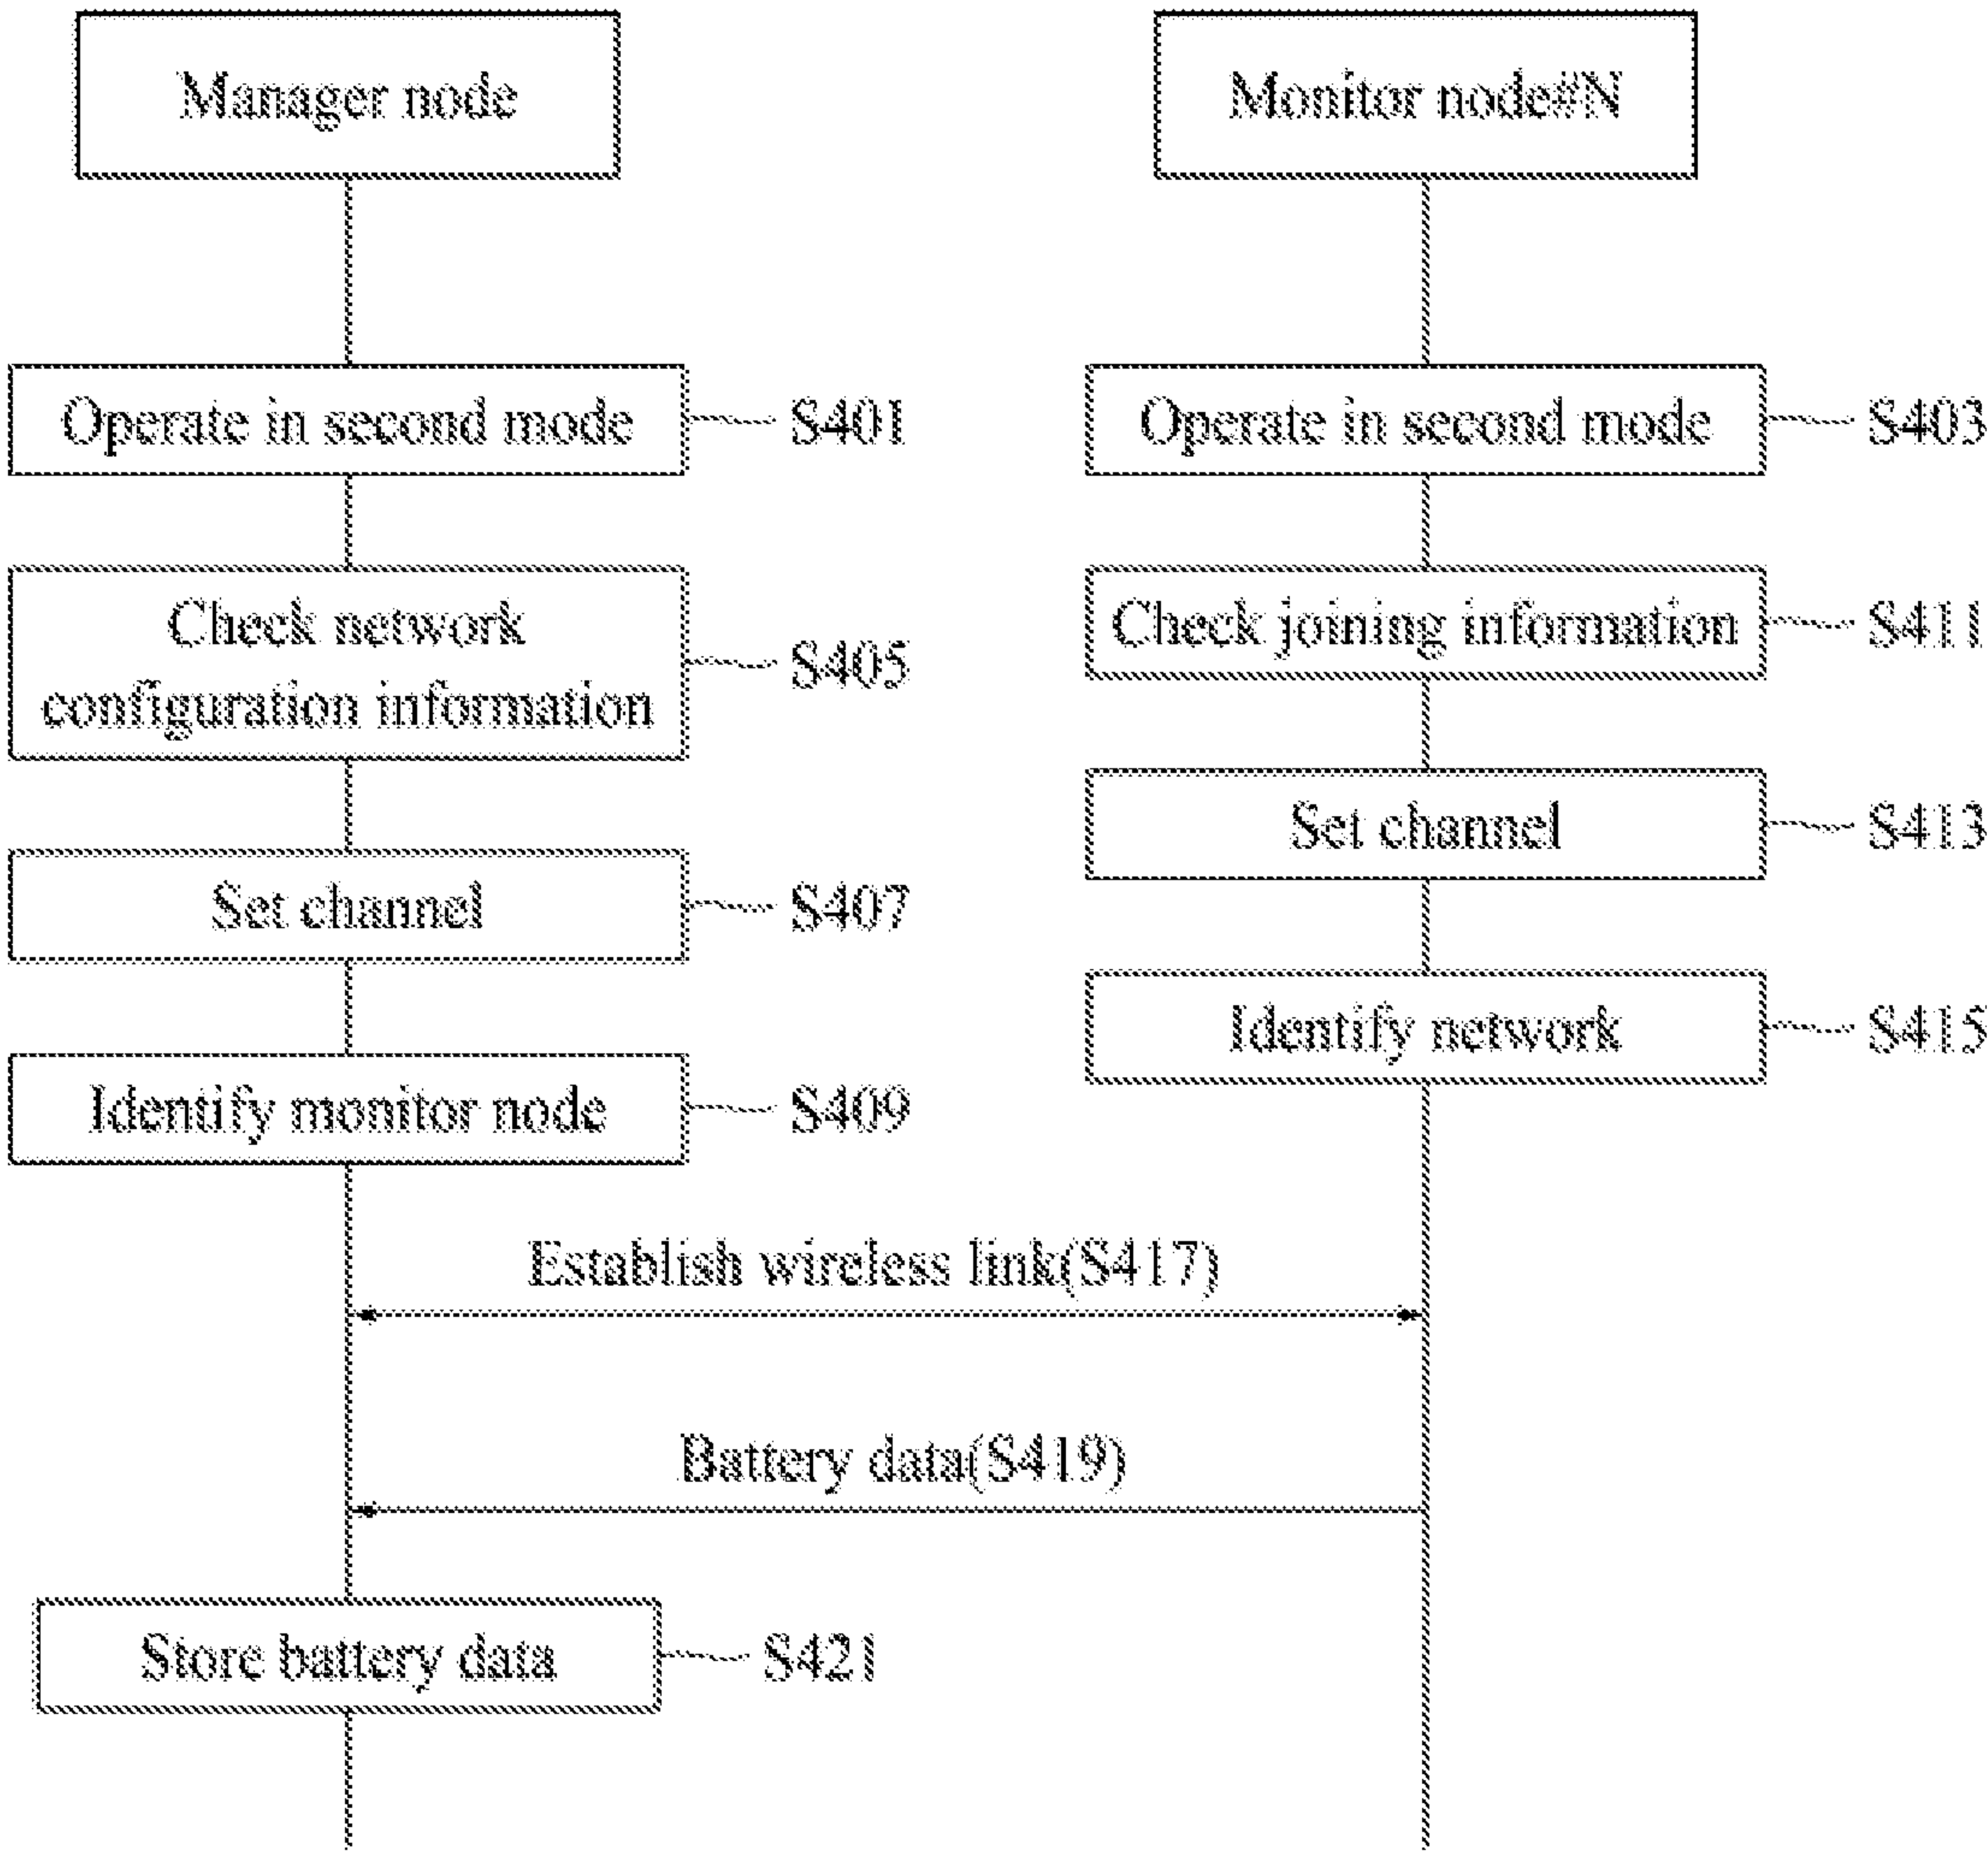 Manager node
Monitor node#N
Operate in second mode
S401
Operate in second mode
S403
Check network
configuration information
S405
Check joining information
S411
Set channel
S413
Set channel
S407
Identify network
S415
Identify monitor node
S409
Establish wireless link(S417)
Battery data(S419)
Store battery data
S421